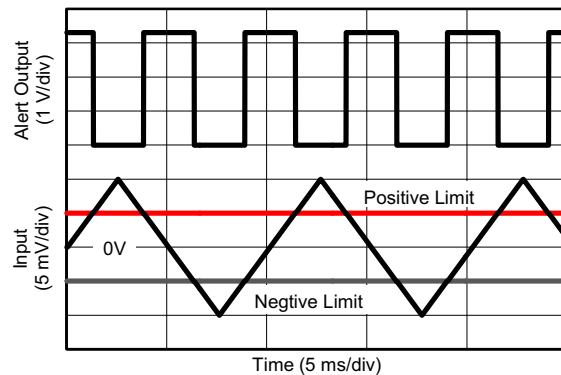 Alert Output
(1 V/div)
Positive Limit
Input
(5 mV/div)
0V
Negtive Limit
Time (5 ms/div)